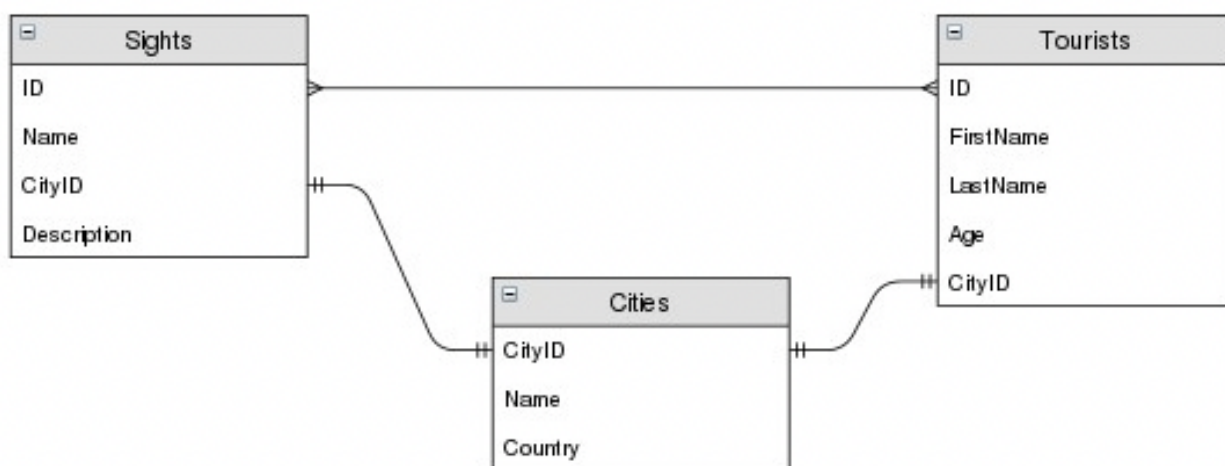 Sights
ID
Name
CityID
Description
Tourists
ID
FirstName
LastName
Age
CityID
Cities
CityID
Name
Country